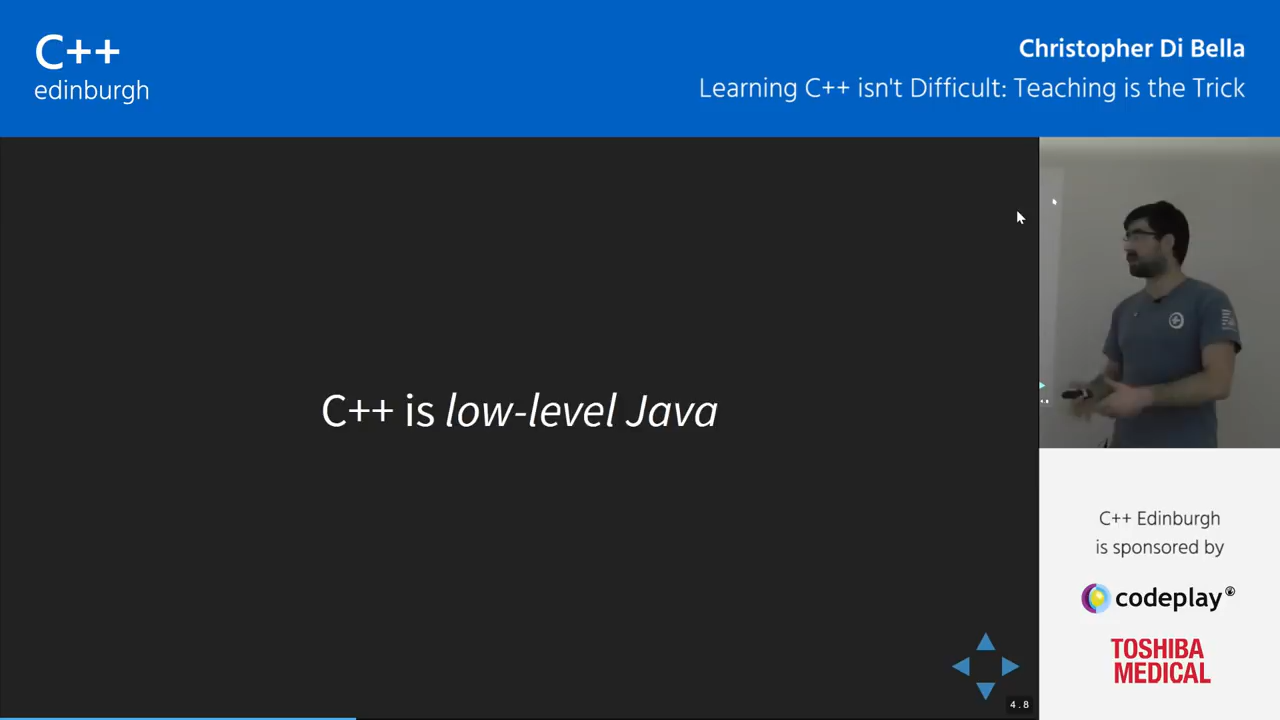 C++
edinburgh
Christopher Di Bella
Learning C++ isn't Difficult: Teaching is the Trick
C++ is low-level Java
C++ Edinburgh
is sponsored by
codeplay®
TOSHIBA
MEDICAL
4.8